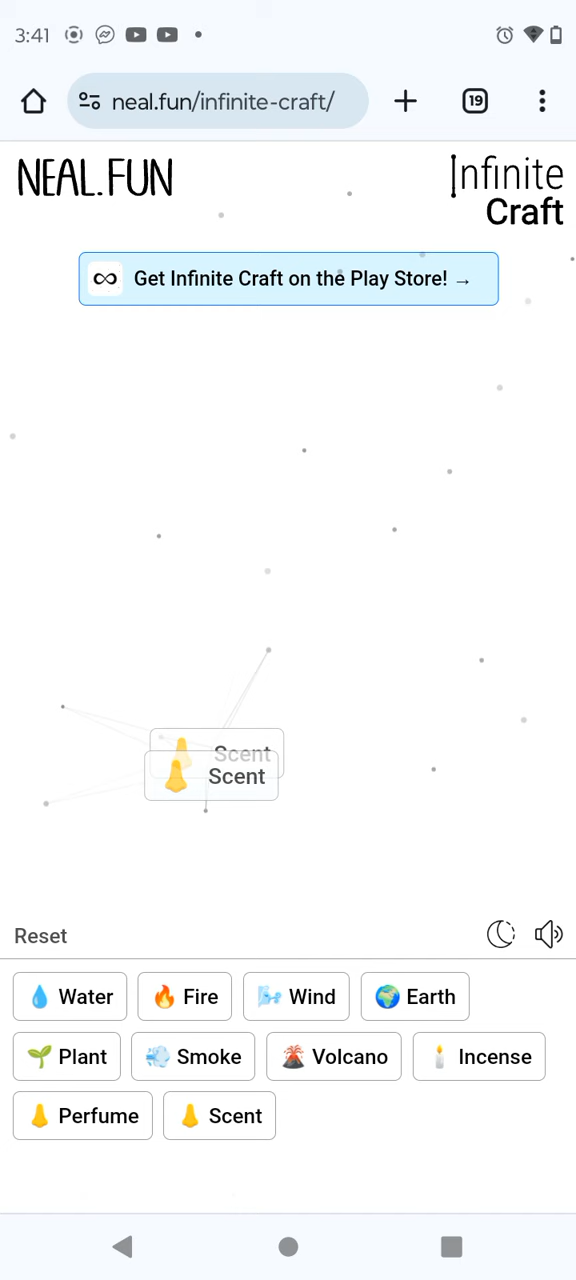 3:41
neal.fun/infinite-craft/
19
NEAL.FUN
Infinite
Craft
Get Infinite Craft on the Play Store! →
Scent
Scent
Reset
Water Fire Wind Earth
Plant Smoke Volcano Incense
Perfume Scent